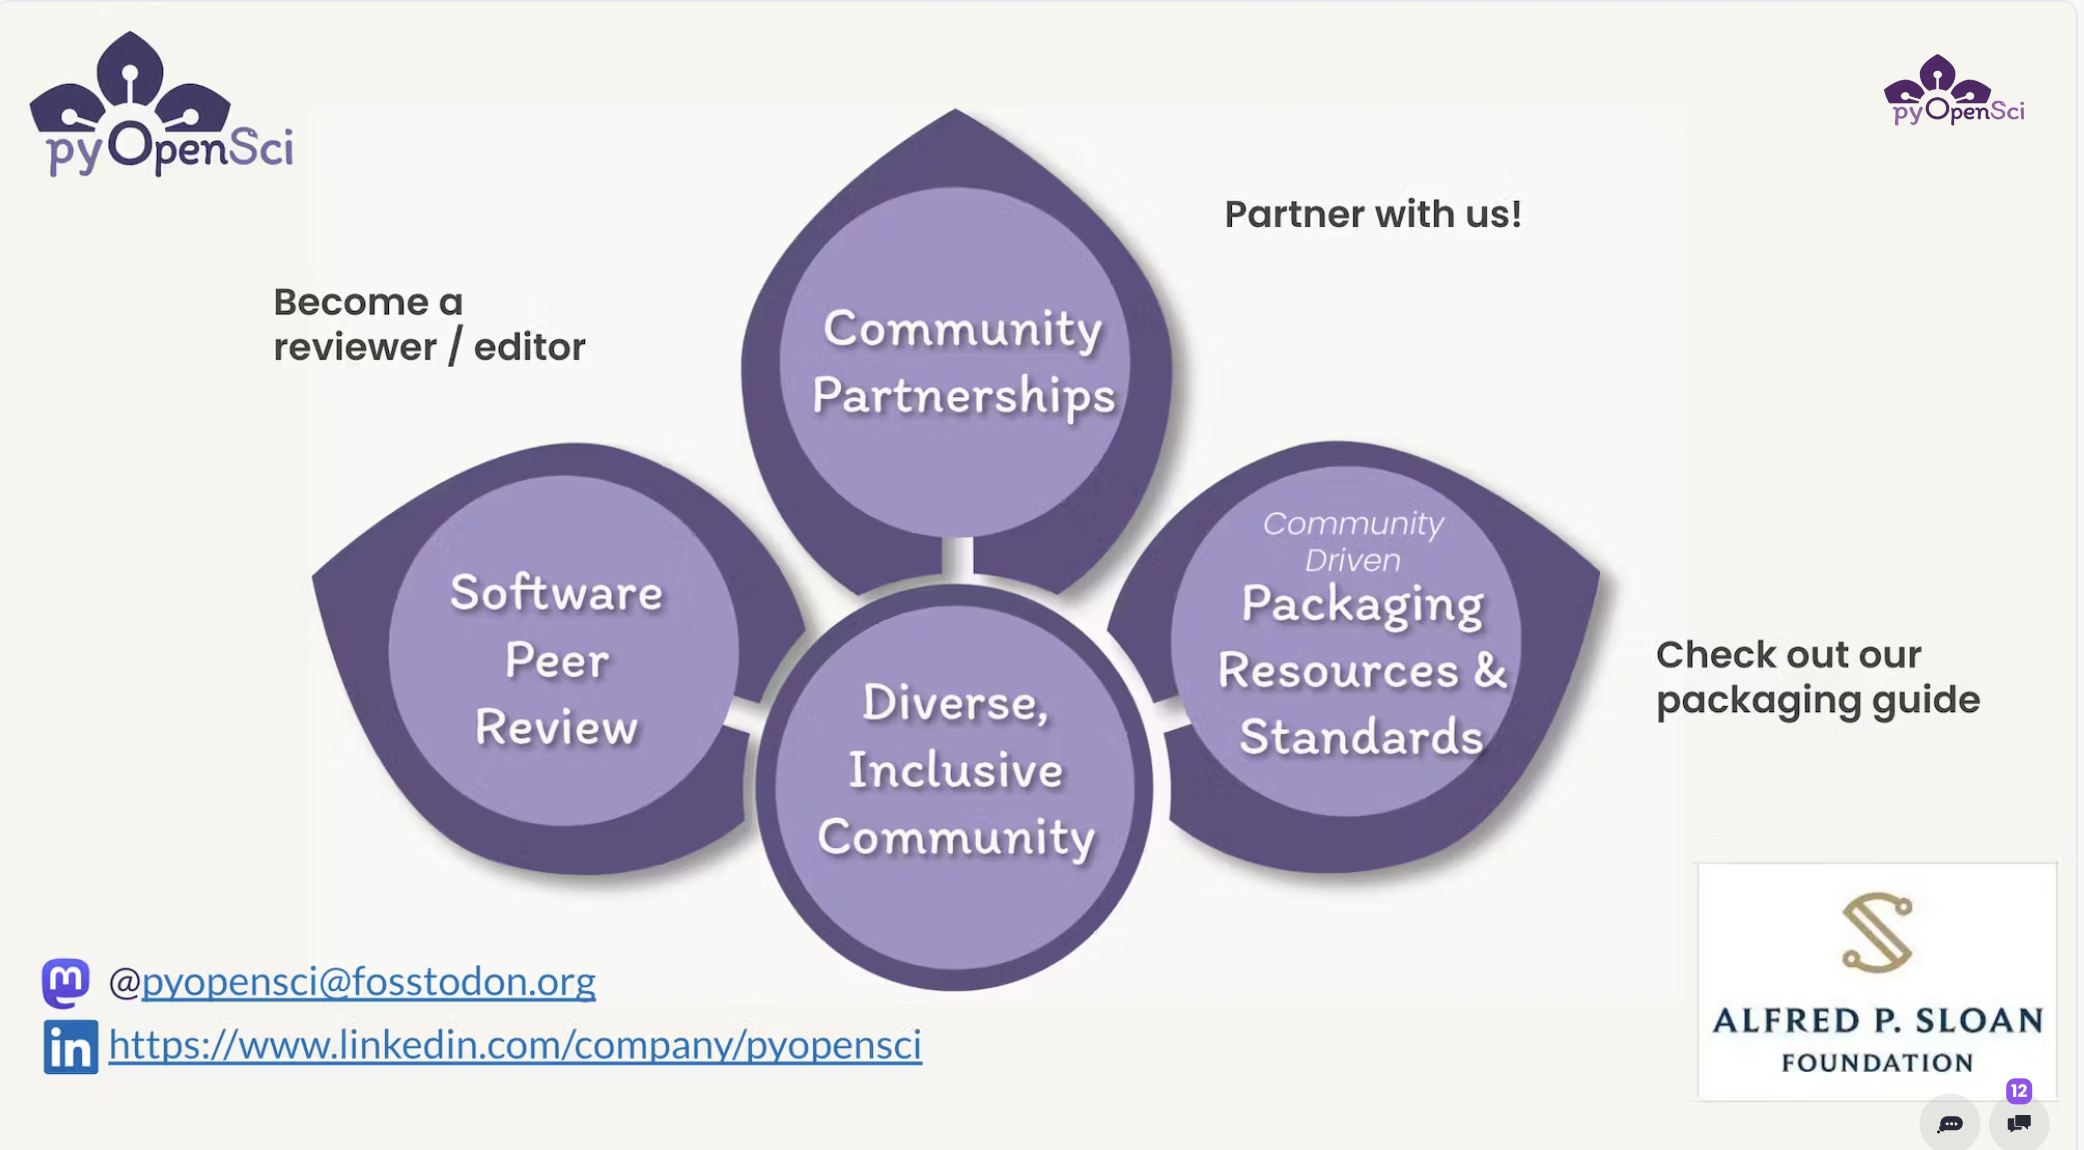 pyOpenSci
pyOpenSci
Partner with us!
Become a
reviewer / editor
Community
Partnerships
Software
Peer
Review
Community
Driven
Packaging
Resources &
Standards
Diverse,
Inclusive
Community
Check out our
packaging guide
@pyopensci@fosstodon.org
in https://www.linkedin.com/company/pyopensci
ALFRED P. SLOAN
FOUNDATION
12